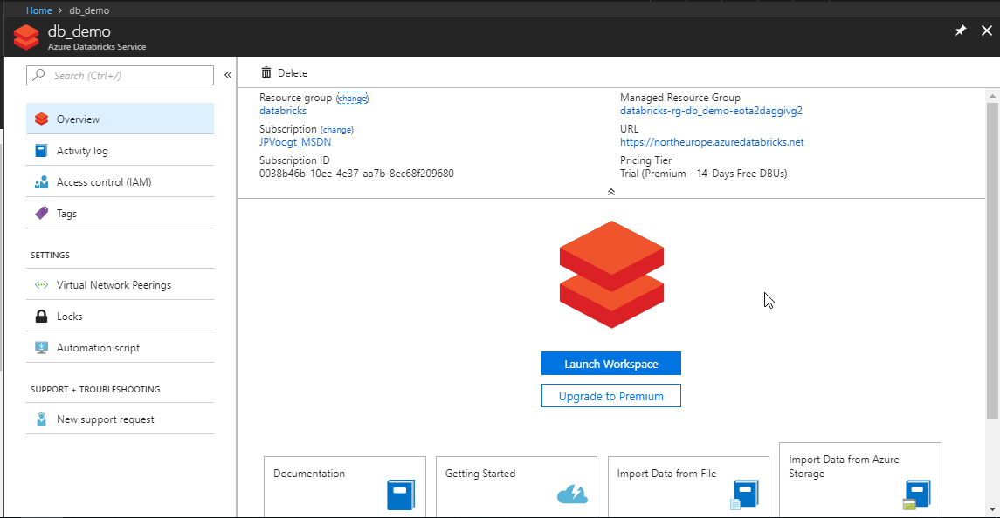 Home > db_demo
db_demo
Azure Databricks Service
Search (Ctrl+/)
«
Overview
Activity log
Access control (IAM)
Tags
SETTINGS
Virtual Network Peerings
Locks
Automation script
SUPPORT + TROUBLESHOOTING
New support request
Delete
Resource group (change)
databricks
Subscription (change)
JPVoogt_MSDN
Subscription ID
0038b46b-10ee-4e37-aa7b-8ec68f209680
Managed Resource Group
databricks-rg-db_demo-eota2daggivg2
URL
https://northeurope.azuredatabricks.net
Pricing Tier
Trial (Premium - 14-Days Free DBUs)
Launch Workspace
Upgrade to Premium
Documentation
Getting Started
Import Data from File
Import Data from Azure
Storage